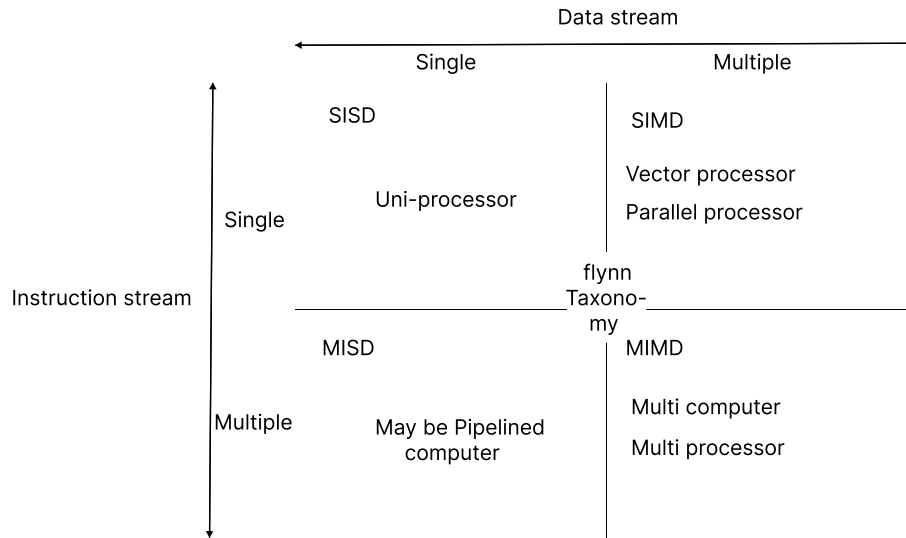 Data stream
Single
Multiple
SISD
SIMD
Uni-processor
Vector processor
Parallel processor
Single
flynn
Taxono-
my
Instruction stream
MISD
MIMD
Multiple
May be Pipelined
computer
Multi computer
Multi processor